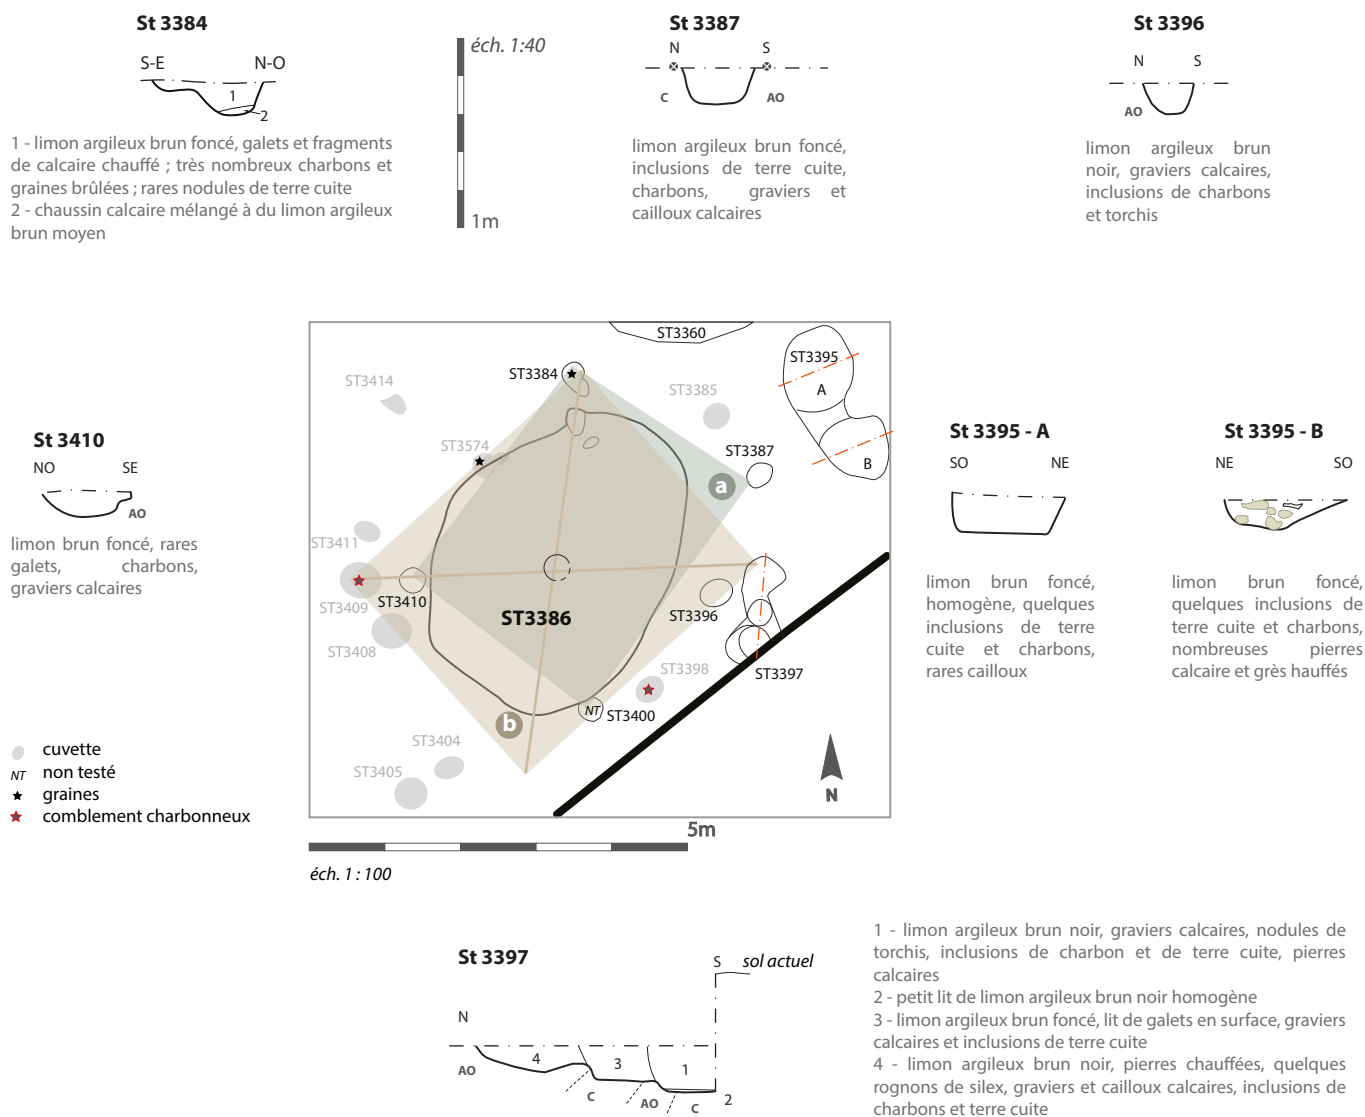 St 3384
S-E
N-O
1
2
1 - limon argileux brun foncé, galets et fragments
de calcaire chauffé ; très nombreux charbons et
graines brûlées ; rares nodules de terre cuite
2 - chaussin calcaire mélangé à du limon argileux
brun moyen
éch. 1:40
1m
St 3387
N
S
C
AO
limon argileux brun foncé,
inclusions de terre cuite,
charbons, graviers et
cailloux calcaires
St 3396
N
S
AO
limon argileux brun
noir, graviers calcaires,
inclusions de charbons
et torchis
St 3410
NO
SE
AO
limon brun foncé, rares
galets, charbons,
graviers calcaires
ST3360
ST3395
A
B
ST3384
ST3414
ST3385
ST3574
ST3387
a
ST3411
ST3409
ST3410
ST3408
ST3386
ST3396
ST3398
ST3397
NT
ST3400
b
ST3404
ST3405
N
5m
éch. 1 : 100
St 3395 - A
SO
NE
limon brun foncé,
homogène, quelques
inclusions de terre
cuite et charbons,
rares cailloux
St 3395 - B
NE
SO
limon brun foncé,
quelques inclusions de
terre cuite et charbons,
nombreuses pierres
calcaire et grès hauffés
cuvette
NT non testé
graines
comblement charbonneux
St 3397
N
S
sol actuel
AO
4
3
1
2
C
AO
C
1 - limon argileux brun noir, graviers calcaires, nodules de
torchis, inclusions de charbon et de terre cuite, pierres
calcaires
2 - petit lit de limon argileux brun noir homogène
3 - limon argileux brun foncé, lit de galets en surface, graviers
calcaires et inclusions de terre cuite
4 - limon argileux brun noir, pierres chauffées, quelques
rognons de silex, graviers et cailloux calcaires, inclusions de
charbons et terre cuite